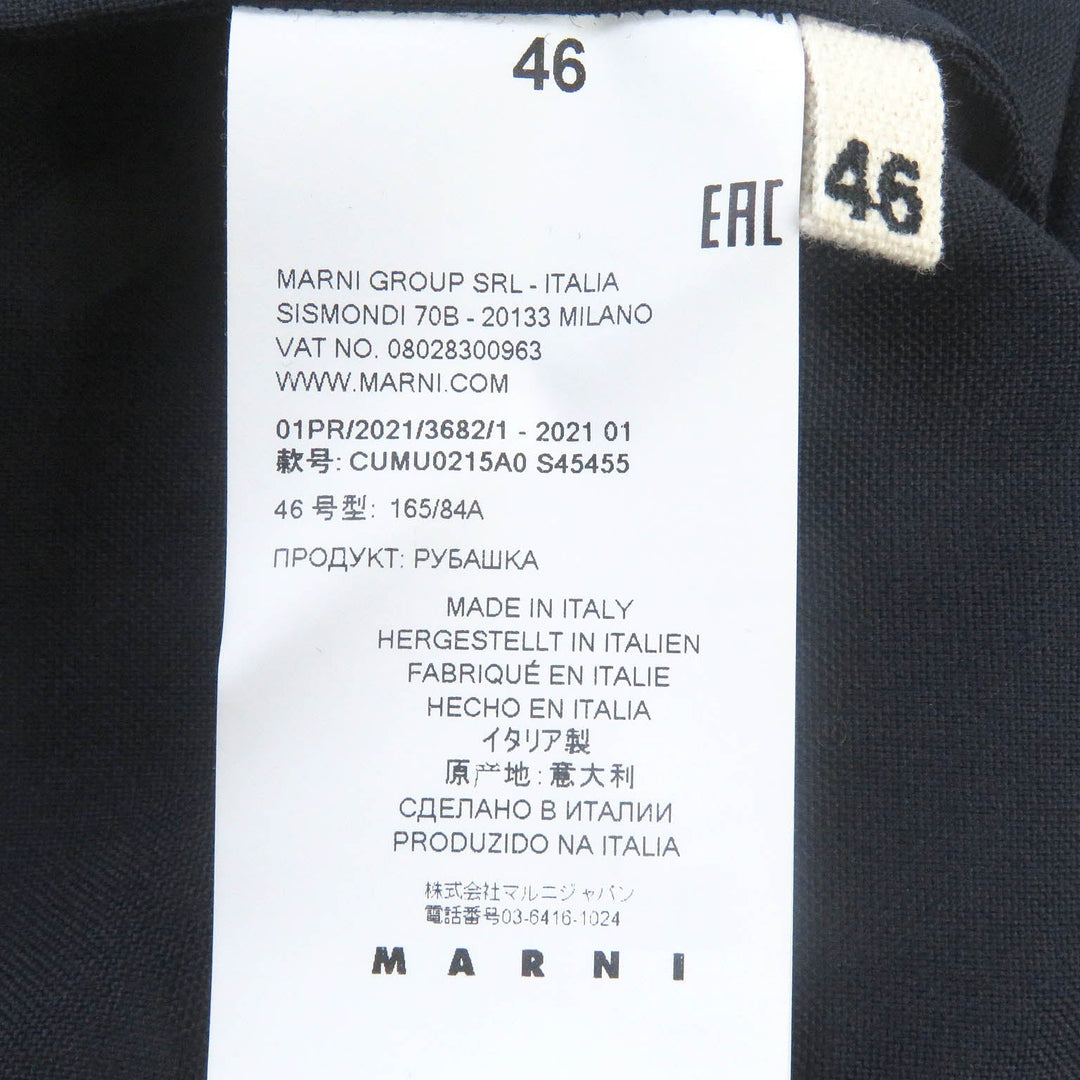 46
46
EAC
MARNI GROUP SRL - ITALIA
SISMONDI 70B - 20133 MILANO
VAT NO. 08028300963
WWW.MARNI.COM
01PR/2021/3682/1 - 2021 01
款号: CUMU0215A0 S45455
46 号型: 165/84A
ПРОДУКТ: РУБАШКА
MADE IN ITALY
HERGESTELLT IN ITALIEN
FABRIQUÉ EN ITALIE
HECHO EN ITALIA
イタリア製
原产地: 意大利
СДЕЛАНО В ИТАЛИИ
PRODUZIDO NA ITALIA
株式会社マルニジャパン
電話番号03-6416-1024
MARNI